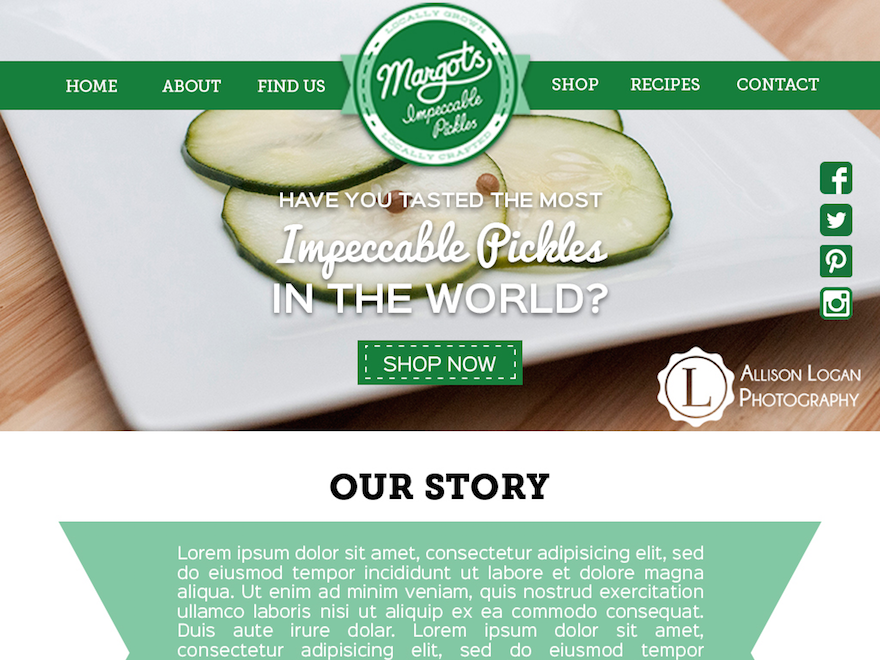 LOCALLY GROWN
Margots
Impeccable
Pickles
LOCALLY CRAFTED
HOME
ABOUT
FIND US
SHOP
RECIPES
CONTACT
HAVE YOU TASTED THE MOST
Impeccable Pickles
IN THE WORLD?
SHOP NOW
L
ALLISON LOGAN
PHOTOGRAPHY
OUR STORY
Lorem ipsum dolor sit amet, consectetur adipisicing elit, sed
do eiusmod tempor incididunt ut labore et dolore magna
aliqua. Ut enim ad minim veniam, quis nostrud exercitation
ullamco laboris nisi ut aliquip ex ea commodo consequat.
Duis aute irure dolar. Lorem ipsum dolor sit amet,
consectetur adipisicing elit, sed do eiusmod tempor